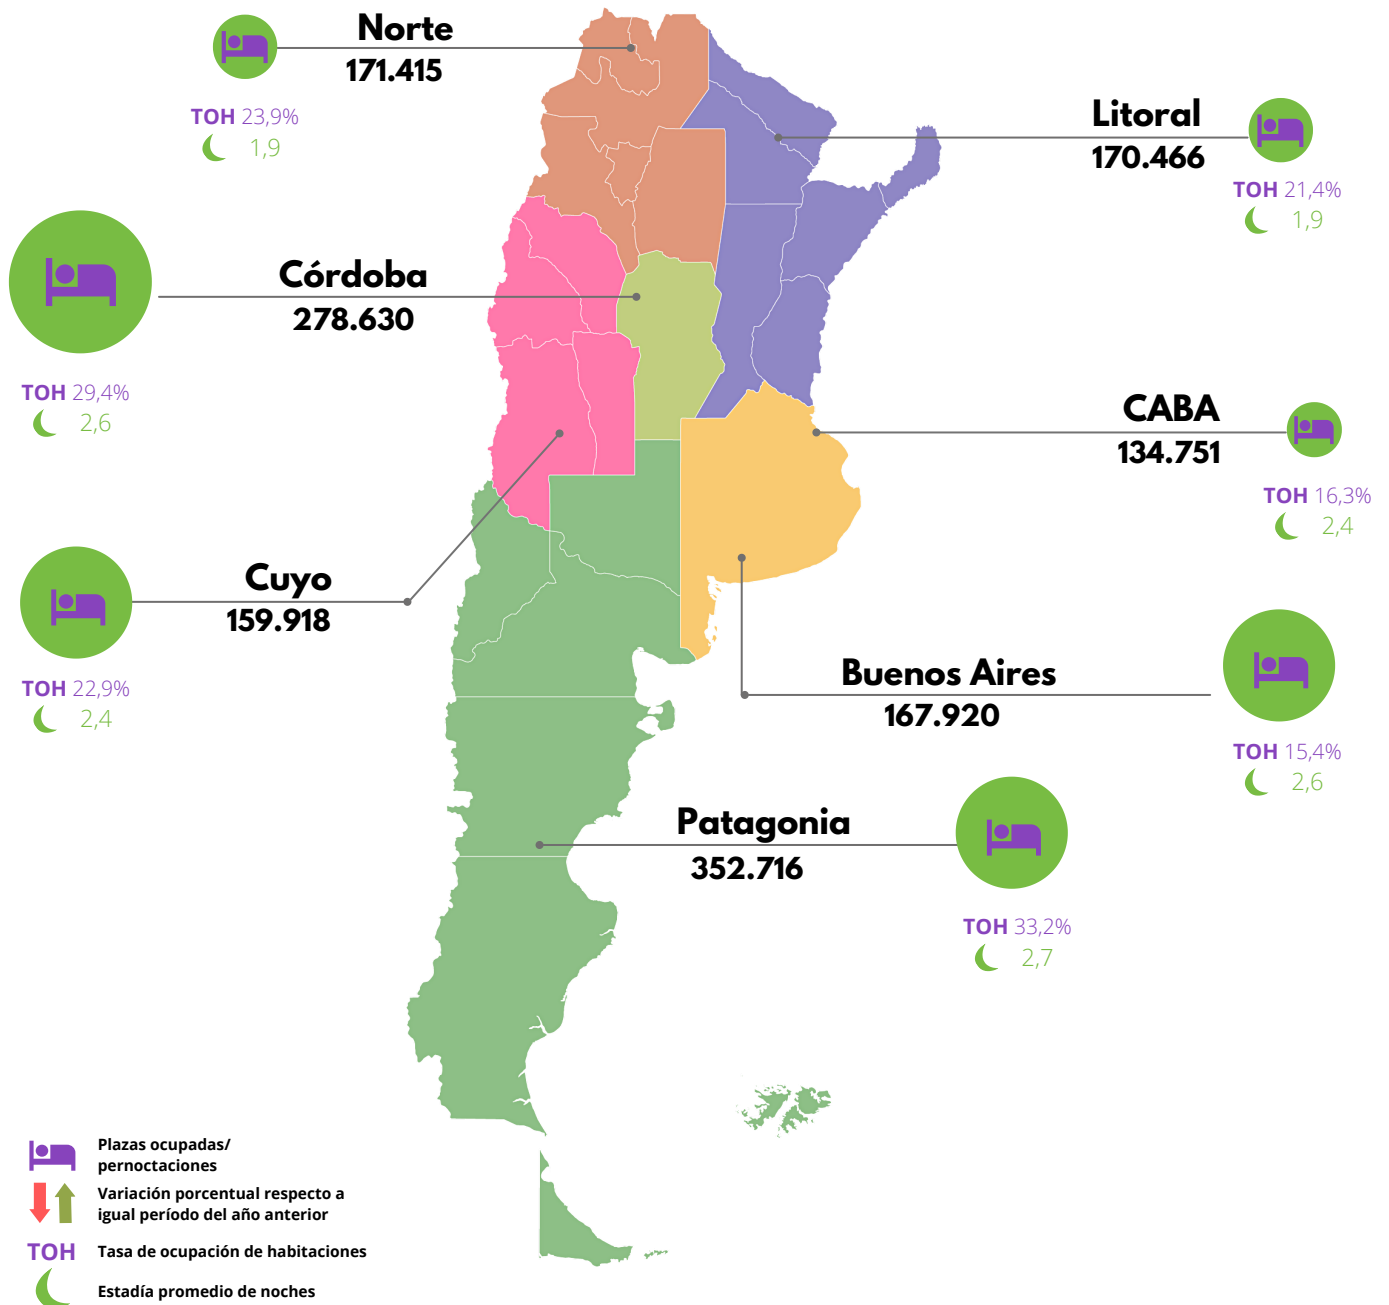 Norte
171.415
TOH 23,9%
1,9
Litoral
170.466
TOH 21,4%
1,9
Córdoba
278.630
TOH 29,4%
2,6
CABA
134.751
TOH 16,3%
2,4
Cuyo
159.918
TOH 22,9%
2,4
Buenos Aires
167.920
TOH 15,4%
2,6
Patagonia
352.716
TOH 33,2%
2,7
Plazas ocupadas/
pernoctaciones
Variación porcentual respecto a
igual período del año anterior
TOH Tasa de ocupación de habitaciones
Estadía promedio de noches